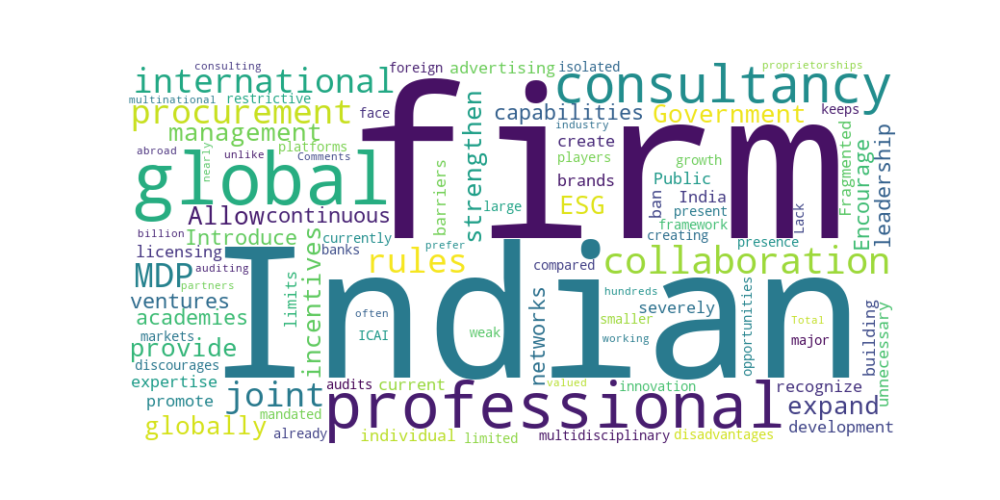 consulting
foreign
advertising
isolated
proprietorships
international
firm
consultancy
multinational
restrictive
procurement
face
strengthen
capabilities
Government
keeps
management
industry
create
Fragmented
Encourage
leadership
abroad
nearly
unlike
platforms
Comments
barriers
players
growth
global
brands
Public
ESG
ban
India
Lack
Allow
continuous
large
present
framework
billion
Introduce
incentives
currently
prefer
creating
presence
licensing
banks
rules
compared
collaboration
MDP
auditing
Indian
partners
limits
networks
hundreds
severely
opportunities
ventures
often
building
unnecessary
academies
ICAI
weak
smaller
Total
markets
working
major
provide
discourages
expertise
joint
audits
current
valued
innovation
recognize
promote
professional
expand
mandated
globally
already
individual
limited
multidisciplinary
disadvantages
development